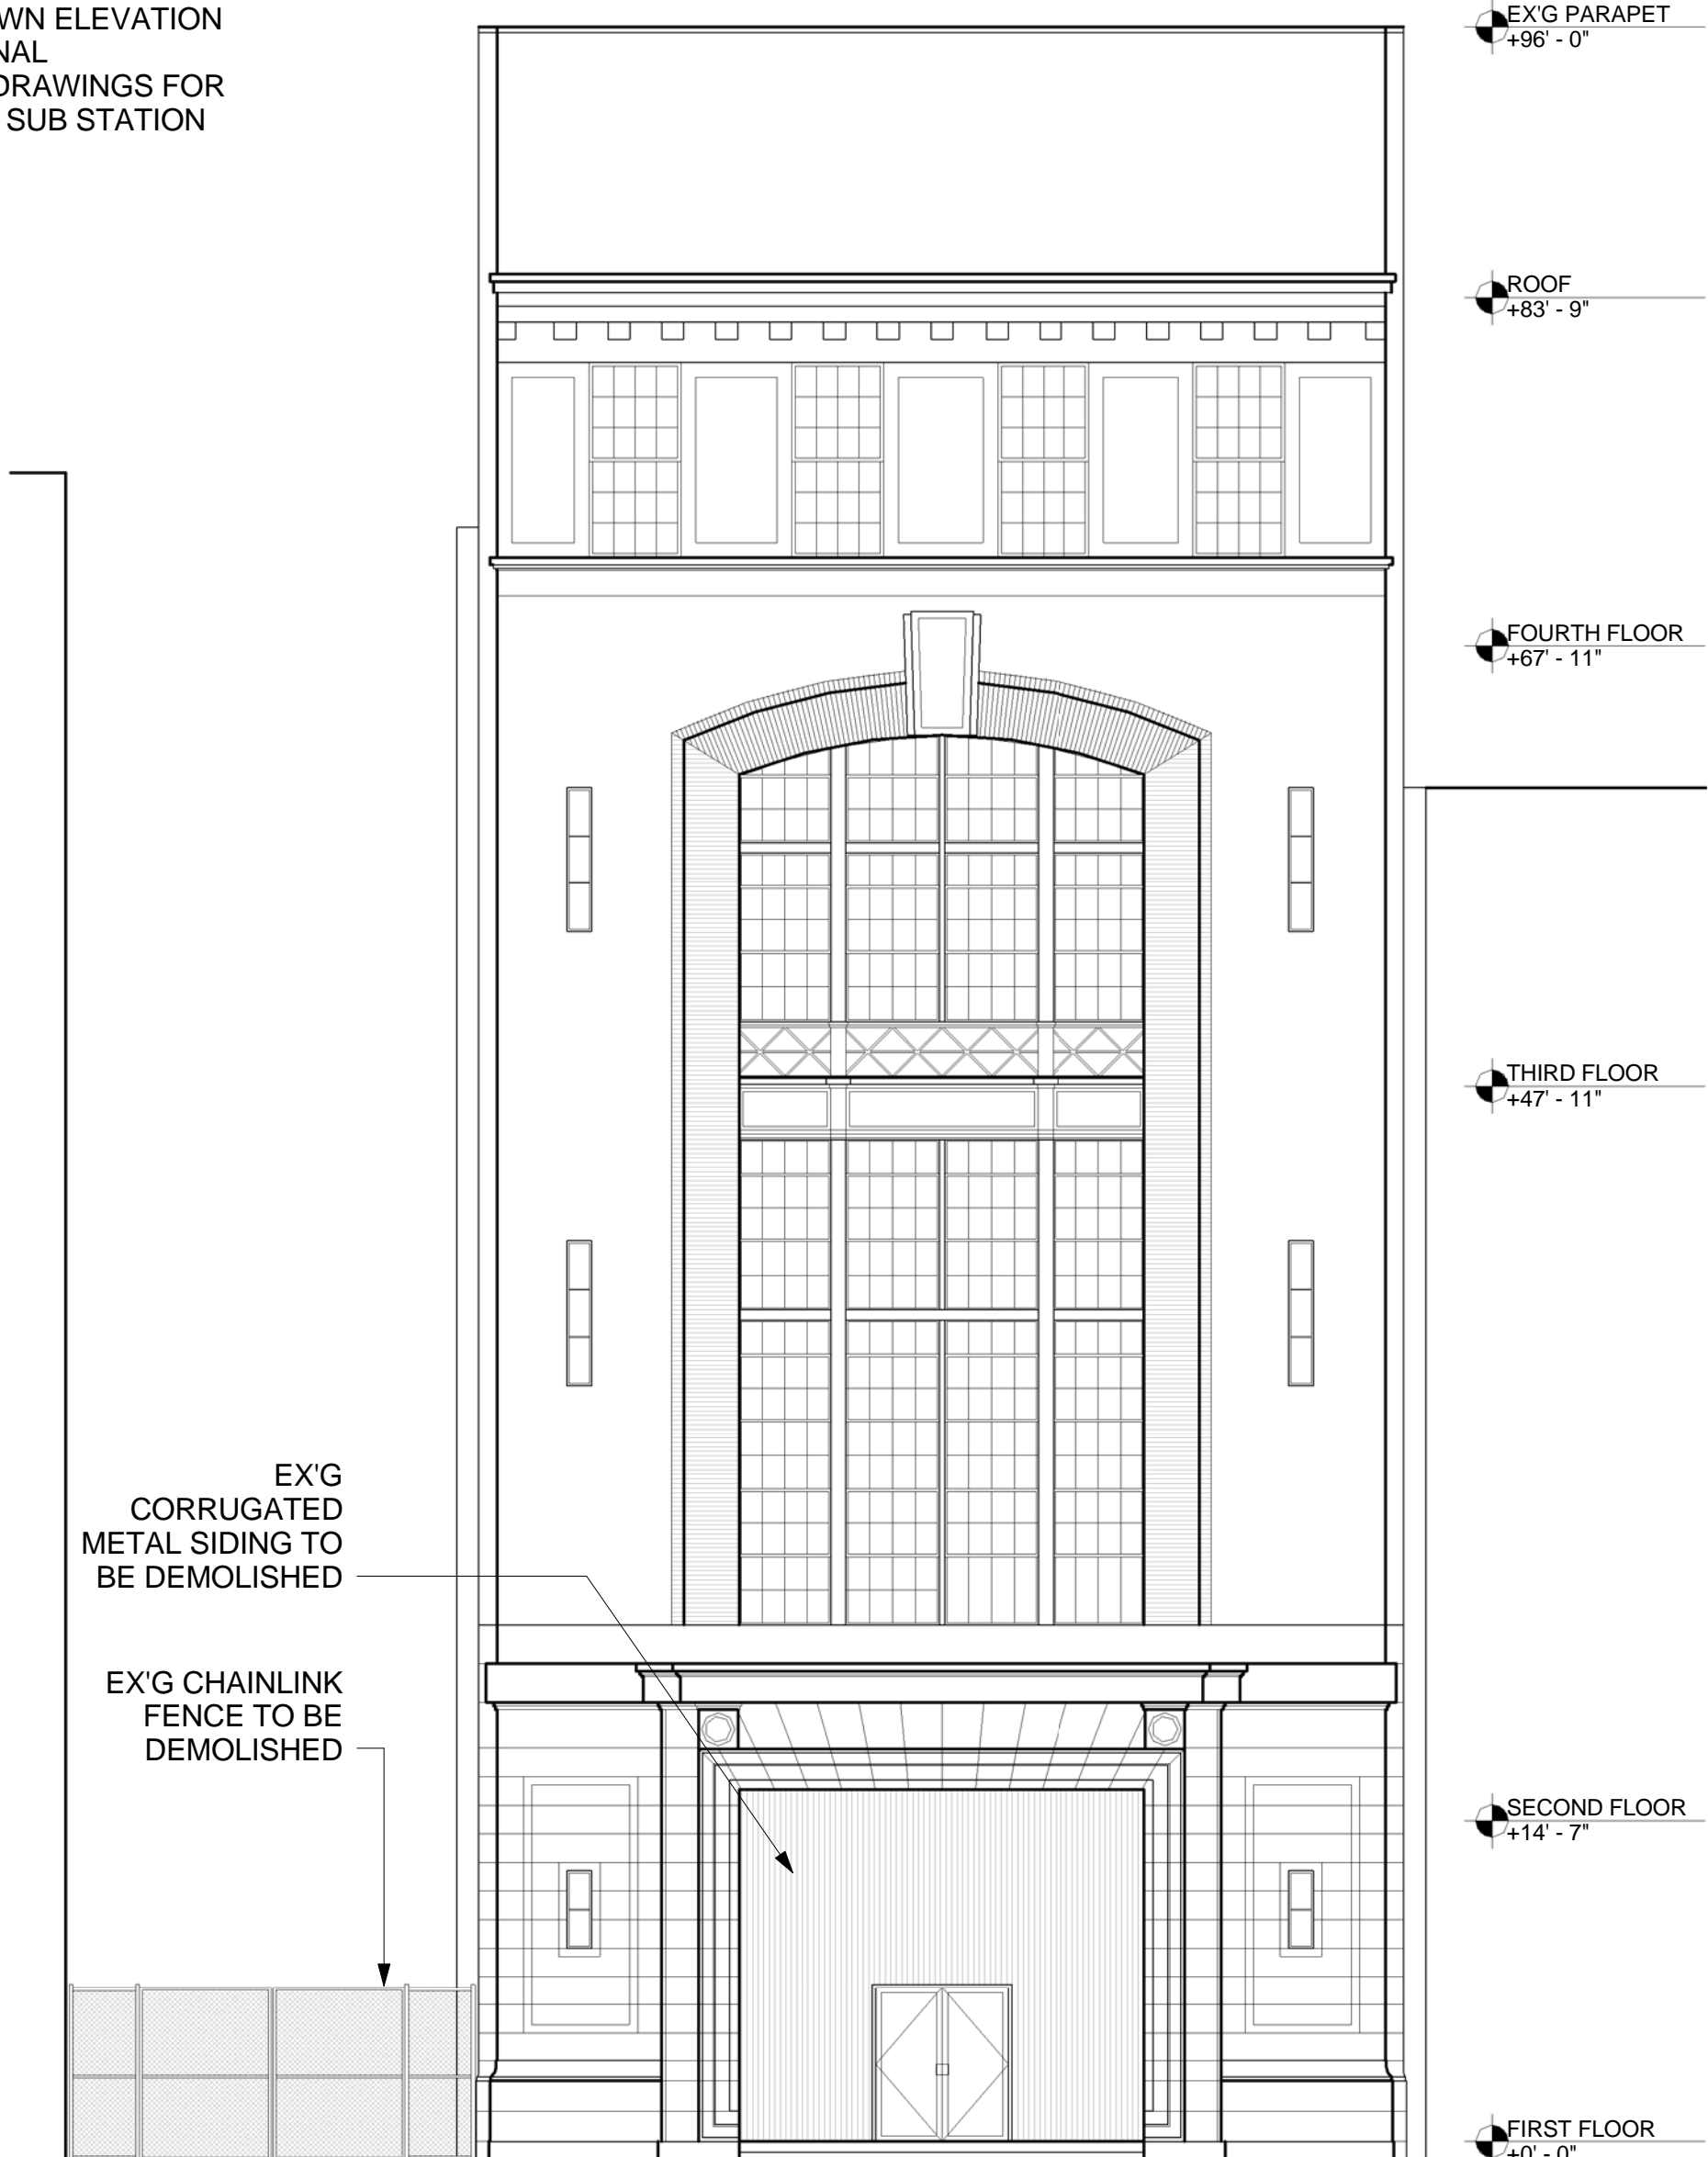 WN ELEVATION
NAL
DRAWINGS FOR
SUB STATION
EX'G PARAPET
+96' - 0"
ROOF
+83' - 9"
FOURTH FLOOR
+67' - 11"
THIRD FLOOR
+47' - 11"
EX'G
CORRUGATED
METAL SIDING TO
BE DEMOLISHED
EX'G CHAINLINK
FENCE TO BE
DEMOLISHED
SECOND FLOOR
+14' - 7"
FIRST FLOOR
+0' - 0"